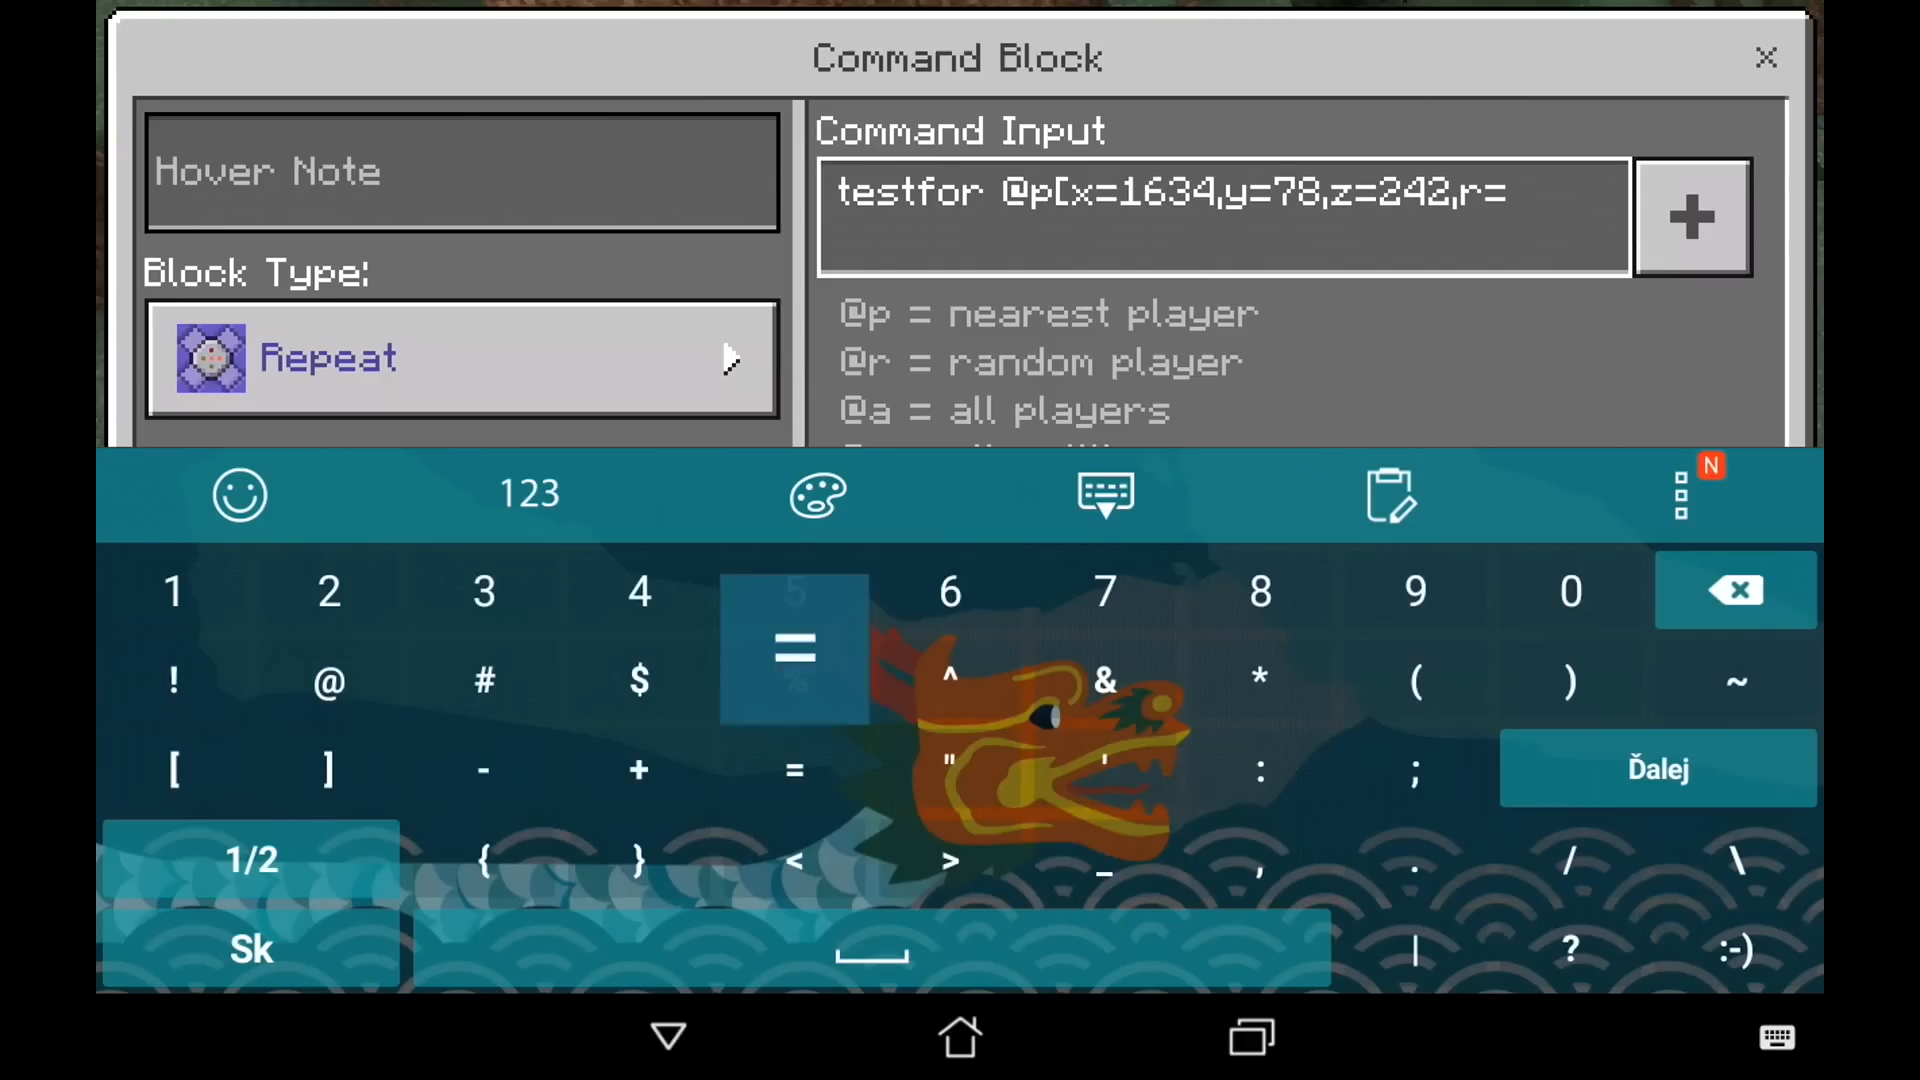 Command Block
Hover Note
Block Type:
Repeat
Command Input
testfor @p[x=1634,y=78,z=242,r=
@p = nearest player
@r = random player
@a = all players
123
N
1 2 3 4 5 6 7 8 9 0
=
! @ # $ ^ & * ( ) ~
[ ] - + = " ' : ; Ďalej
1/2 { } < > _ , . / \
Sk | ? :-)